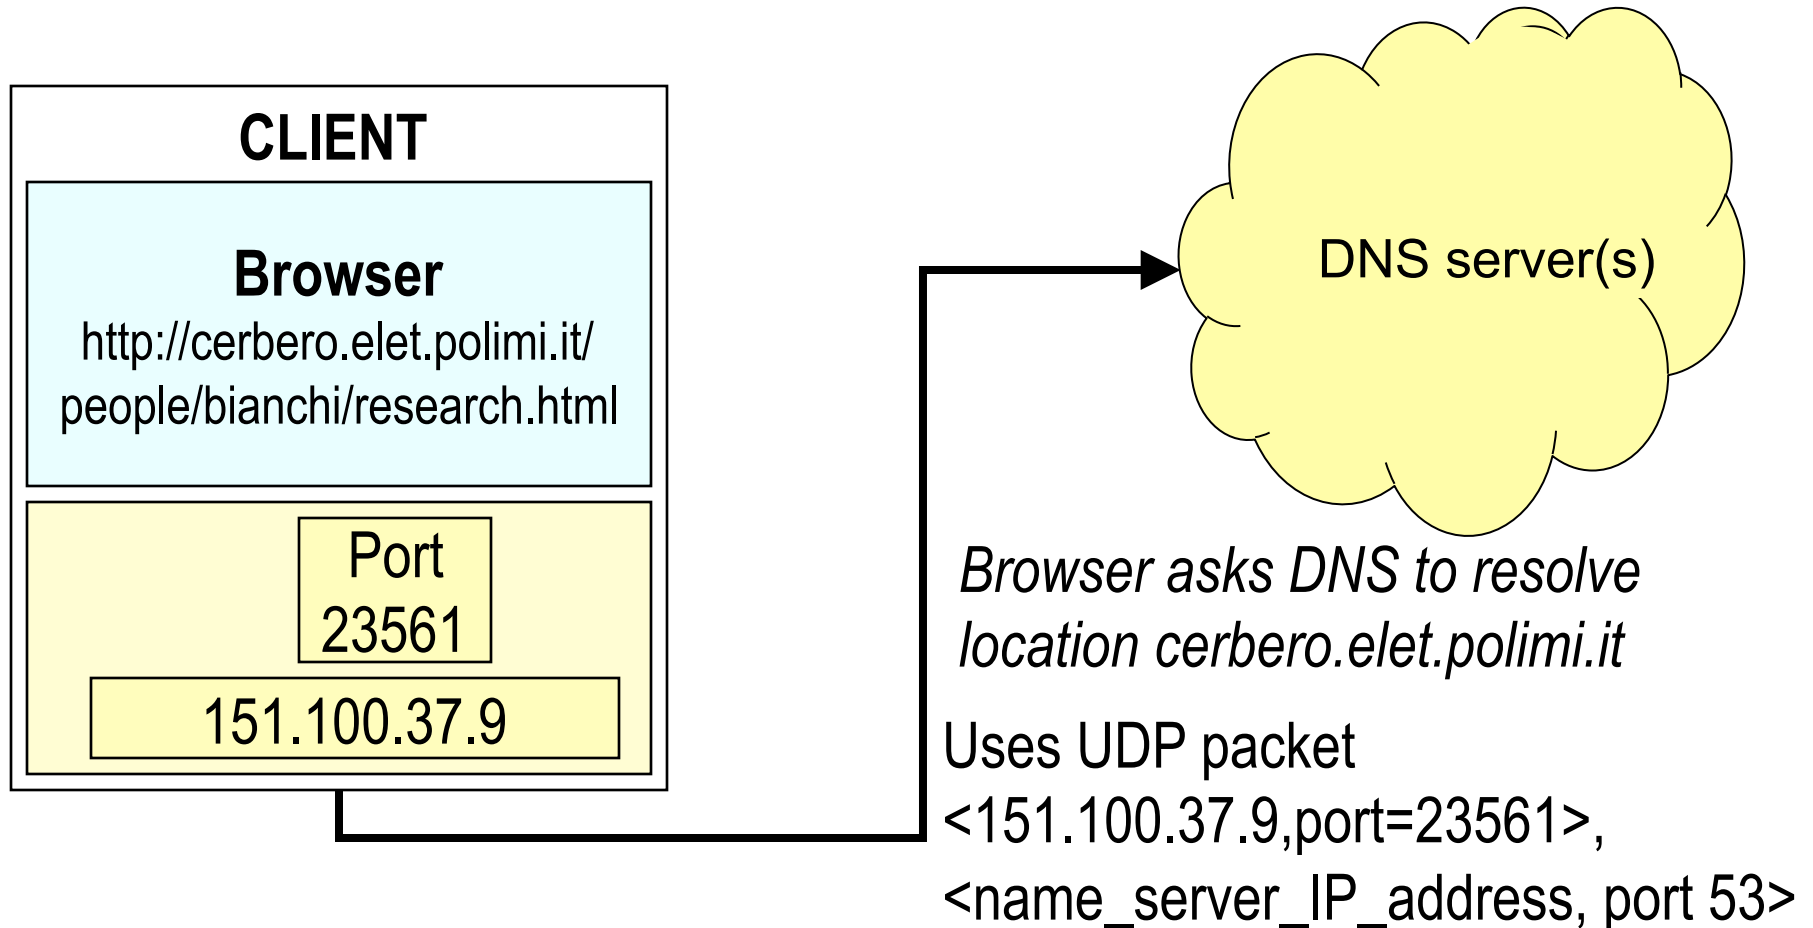 CLIENT
Browser
http://cerbero.elet.polimi.it/
people/bianchi/research.html
Port
23561
151.100.37.9
DNS server(s)
Browser asks DNS to resolve
location cerbero.elet.polimi.it
Uses UDP packet
<151.100.37.9,port=23561>,
<name_server_IP_address, port 53>